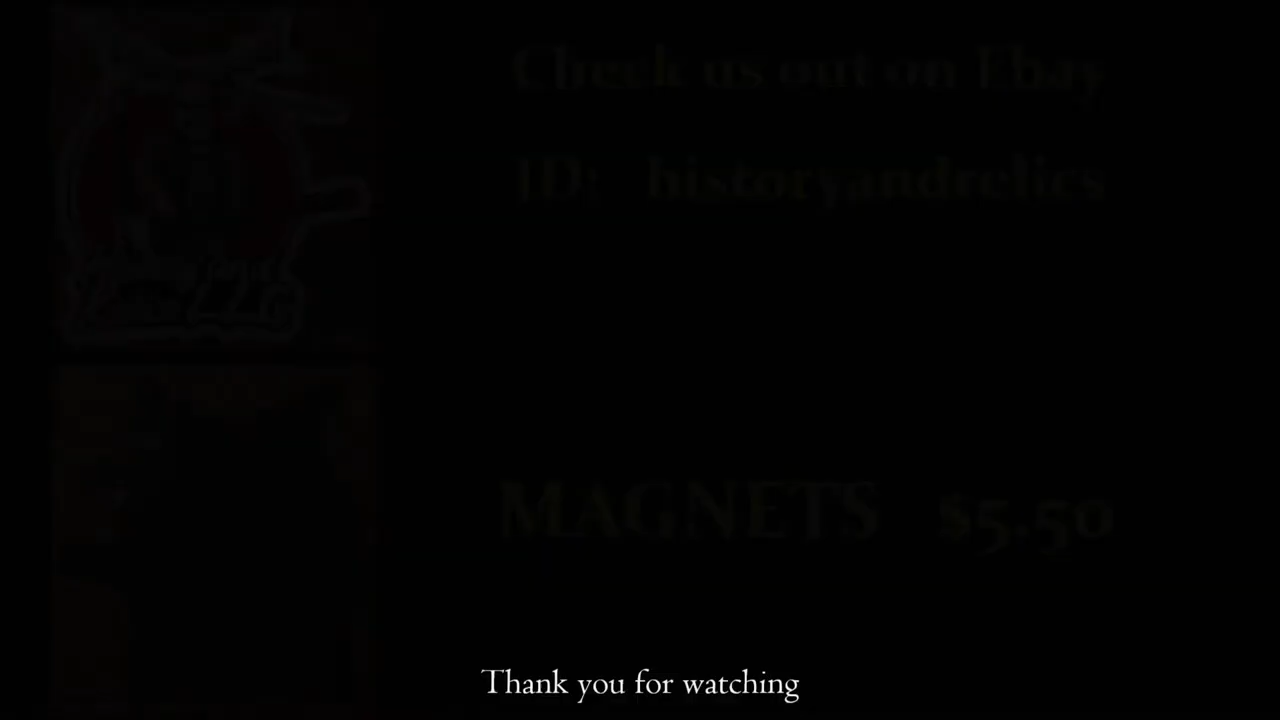 Check us out on Ebay
ID: historyandrelics
MAGNETS $5.50
Thank you for watching